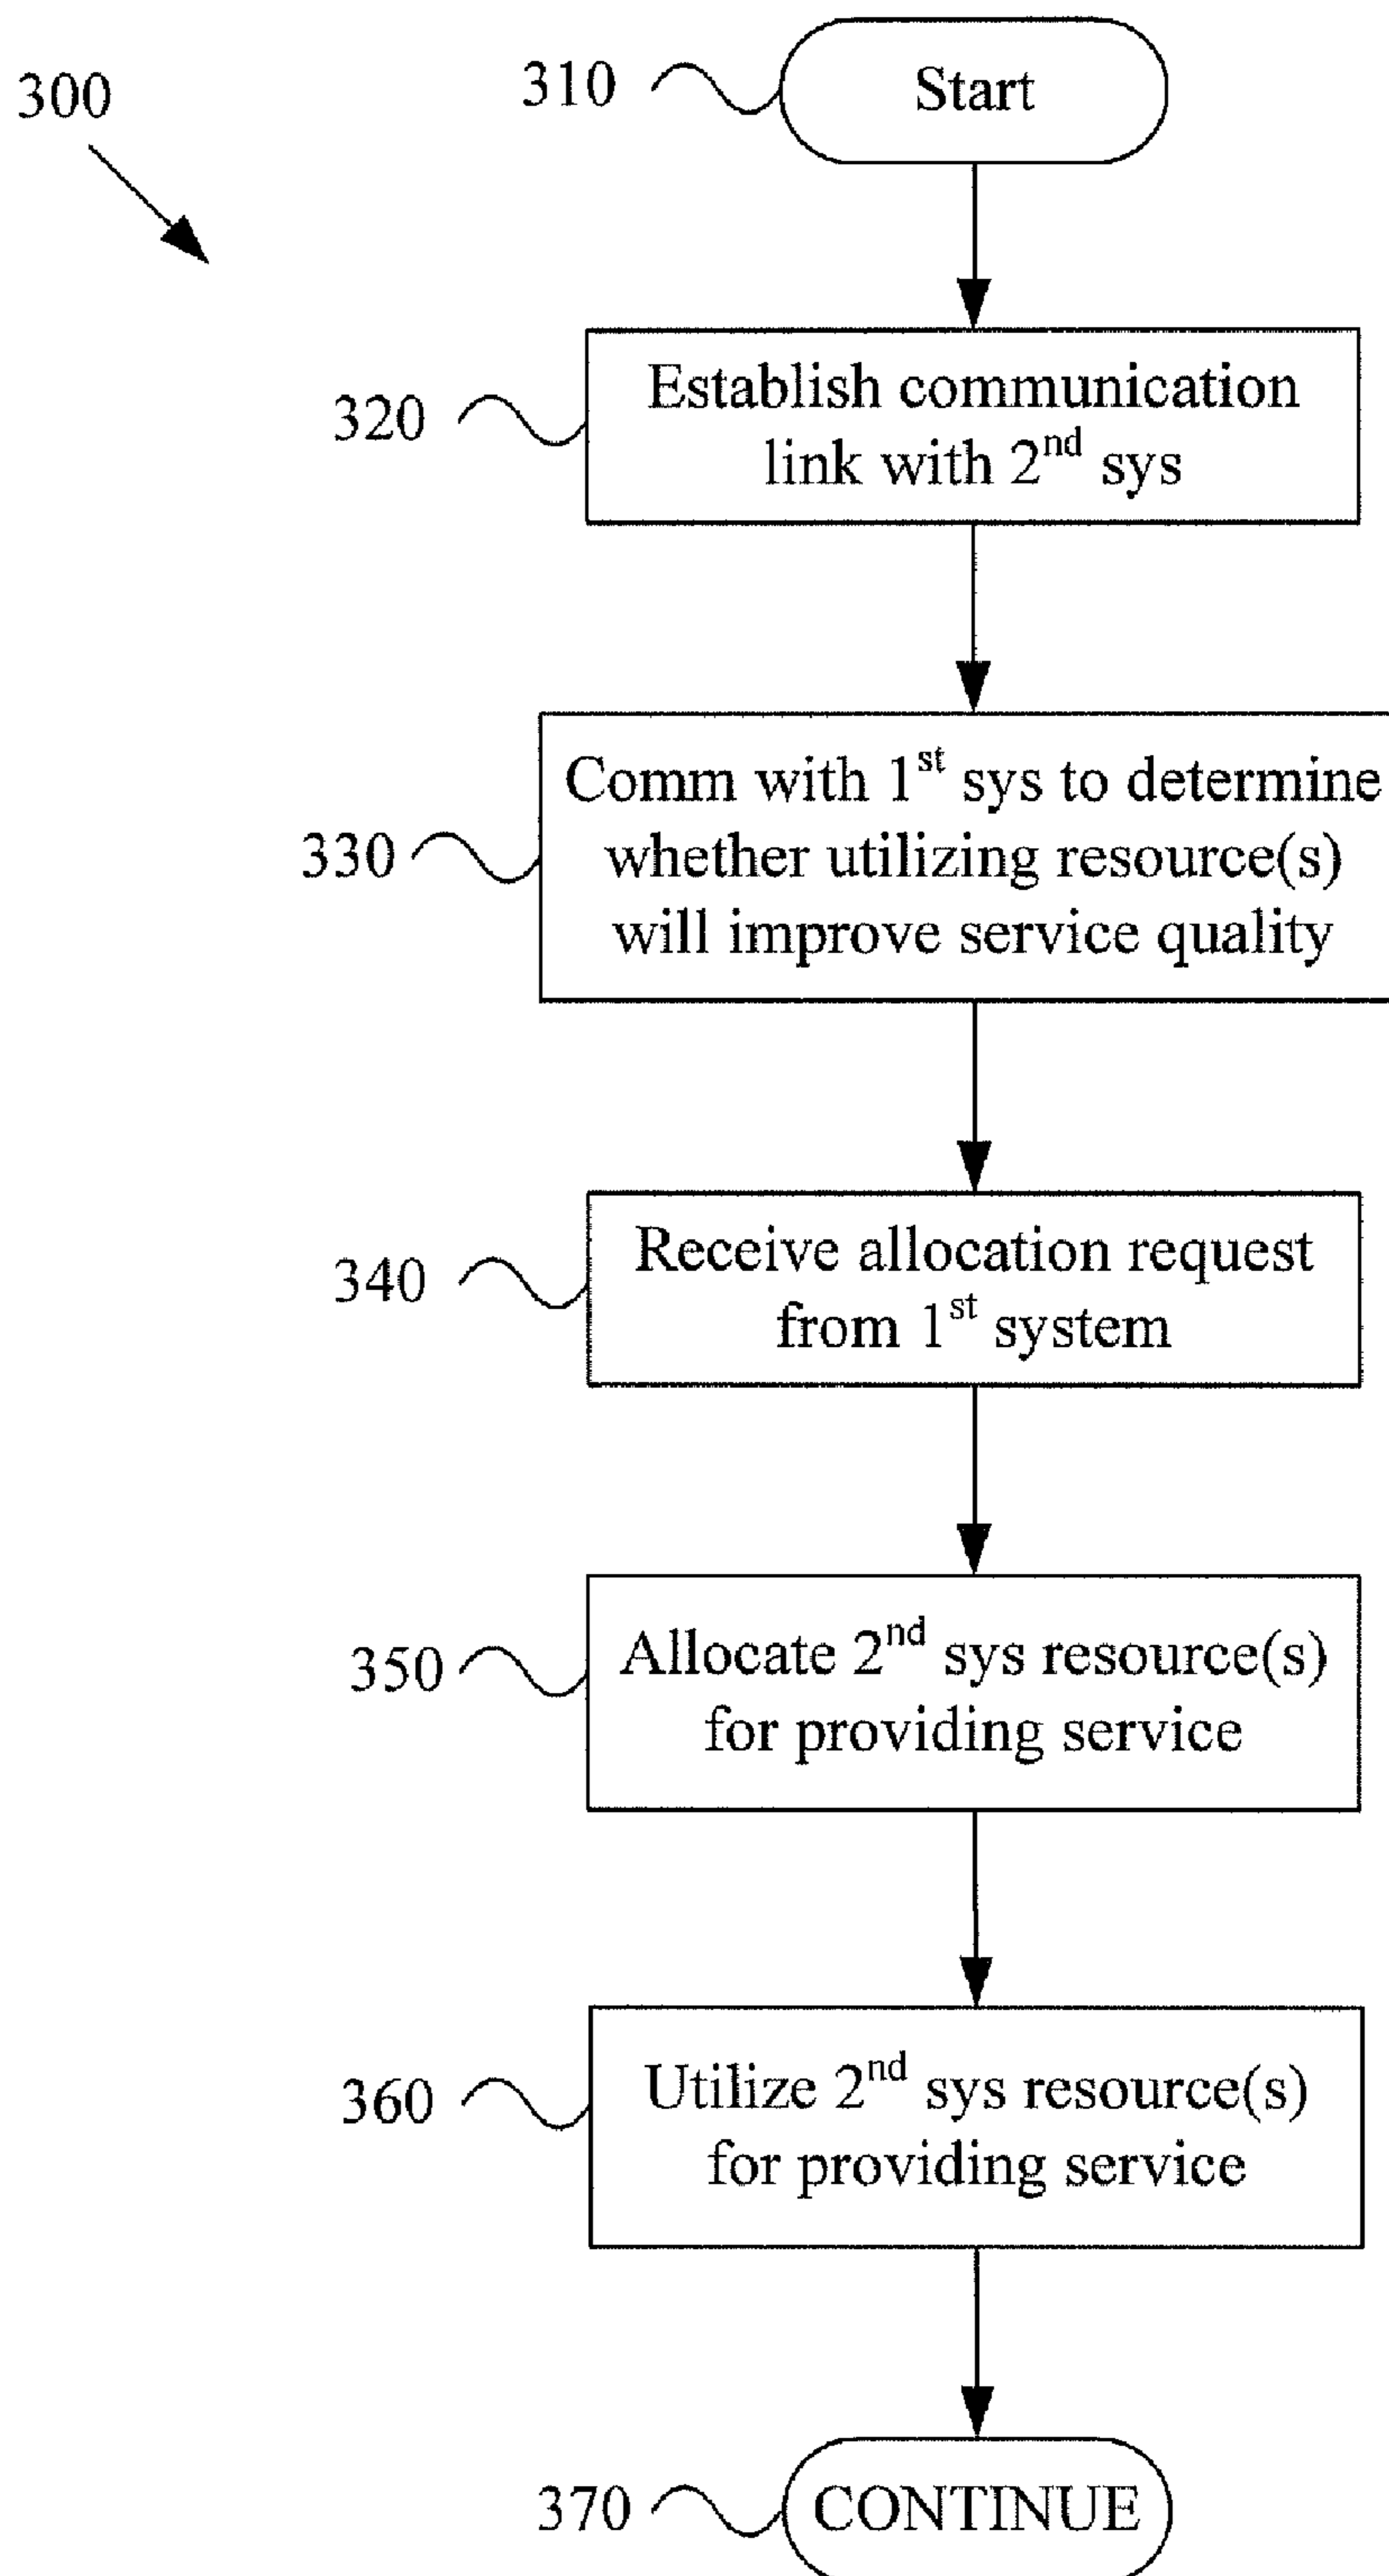 300
310
Start
320
Establish communication
link with 2nd sys
330
Comm with 1st sys to determine
whether utilizing resource(s)
will improve service quality
340
Receive allocation request
from 1st system
350
Allocate 2nd sys resource(s)
for providing service
360
Utilize 2nd sys resource(s)
for providing service
370
CONTINUE